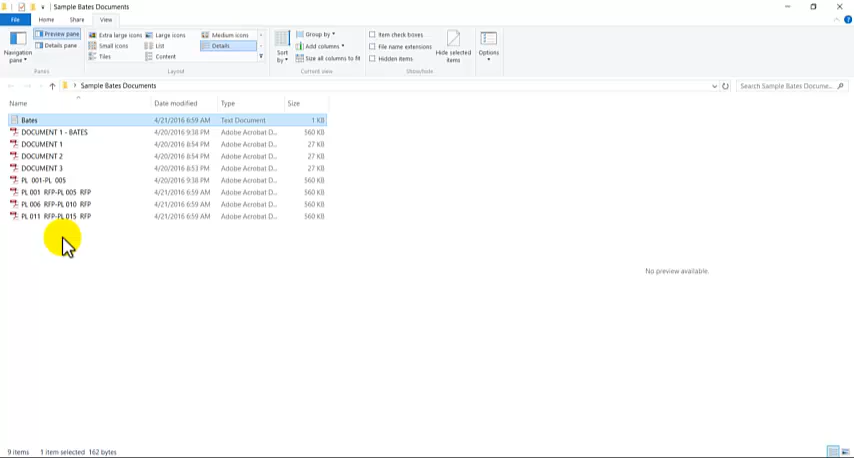 Sample Bates Documents
File Home Share View
Navigation pane
Preview pane
Details pane
Panes
Extra large icons Large icons Medium icons
Small icons List Details
Tiles Content
Layout
Sort by
Group by
Add columns
Size all columns to fit
Current view
Item check boxes
File name extensions
Hidden items
Hide selected items
Show/hide
Options
Sample Bates Documents Search Sample Bates Docume...
Name Date modified Type Size
Bates 4/21/2016 6:59 AM Text Document 1 KB
DOCUMENT 1 - BATES 4/20/2016 9:38 PM Adobe Acrobat D... 560 KB
DOCUMENT 1 4/20/2016 8:54 PM Adobe Acrobat D... 27 KB
DOCUMENT 2 4/20/2016 8:54 PM Adobe Acrobat D... 27 KB
DOCUMENT 3 4/20/2016 8:53 PM Adobe Acrobat D... 27 KB
PL 001-PL 005 4/20/2016 9:38 PM Adobe Acrobat D... 560 KB
PL 001 RFP-PL 005 RFP 4/21/2016 6:59 AM Adobe Acrobat D... 560 KB
PL 006 RFP-PL 010 RFP 4/21/2016 6:59 AM Adobe Acrobat D... 560 KB
PL 011 RFP-PL 015 RFP 4/21/2016 6:59 AM Adobe Acrobat D... 560 KB
No preview available.
9 items 1 item selected 162 bytes